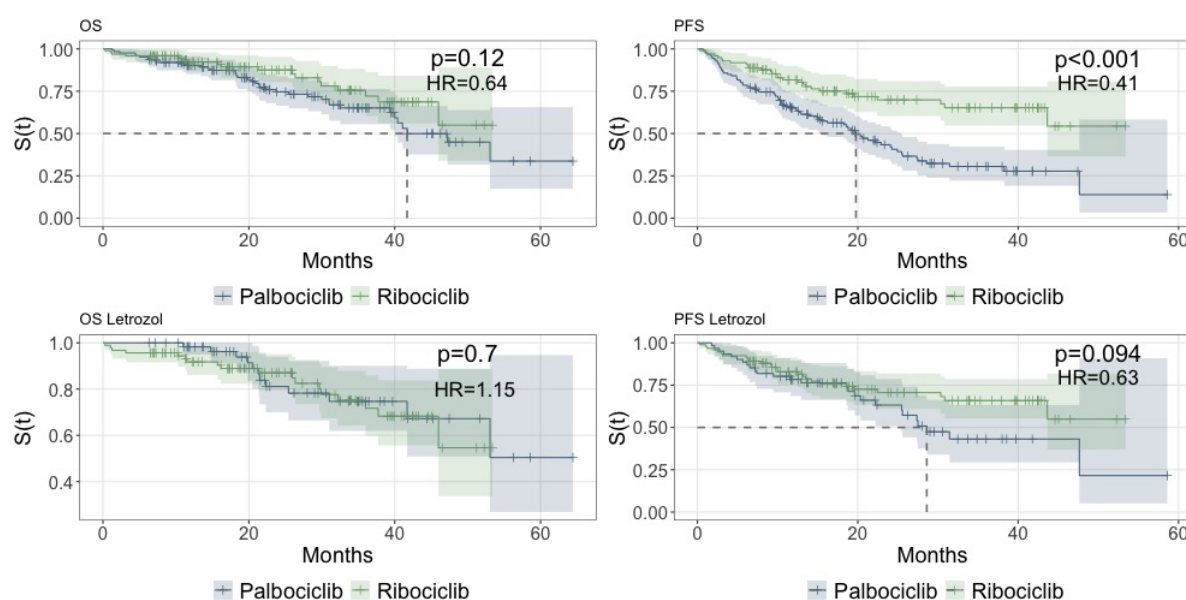 OS
1.00
0.75
0.50
0.25
0.00
S(t)
p=0.12
HR=0.64
0 20 40 60
Months
Palbociclib Ribociclib
PFS
1.00
0.75
0.50
0.25
0.00
S(t)
p<0.001
HR=0.41
0 20 40 60
Months
Palbociclib Ribociclib
OS Letrozol
1.0
0.8
0.6
0.4
S(t)
p=0.7
HR=1.15
0 20 40 60
Months
Palbociclib Ribociclib
PFS Letrozol
1.00
0.75
0.50
0.25
0.00
S(t)
p=0.094
HR=0.63
0 20 40 60
Months
Palbociclib Ribociclib